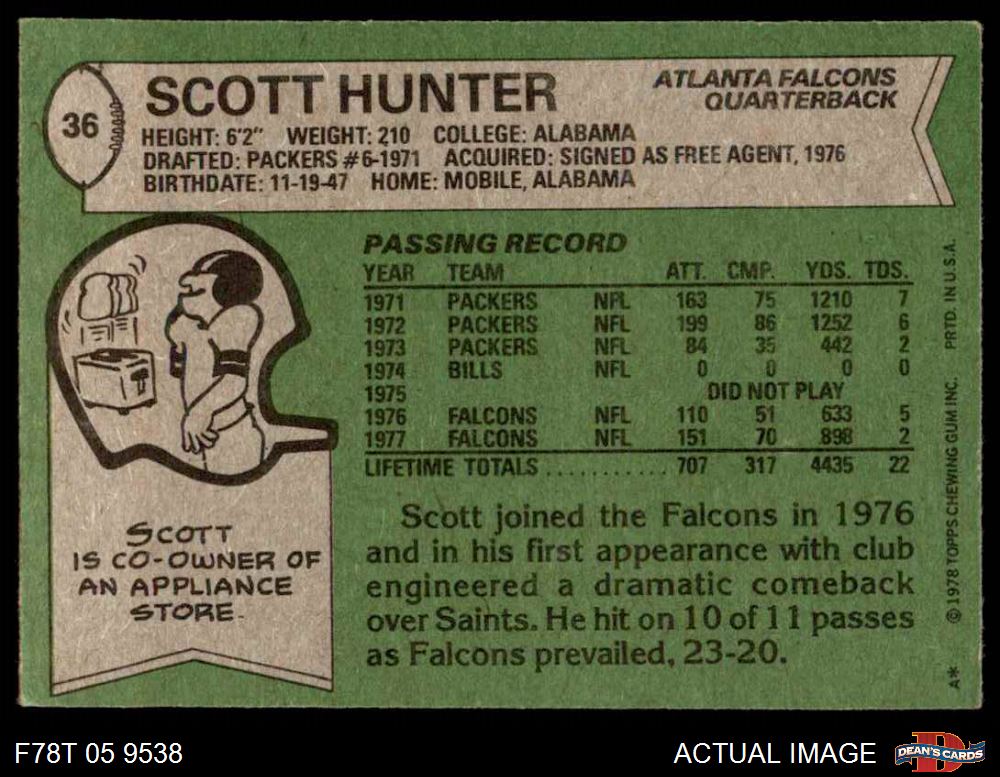 36
SCOTT HUNTER
ATLANTA FALCONS
QUARTERBACK
HEIGHT: 6'2" WEIGHT: 210 COLLEGE: ALABAMA
DRAFTED: PACKERS #6-1971 ACQUIRED: SIGNED AS FREE AGENT, 1976
BIRTHDATE: 11-19-47 HOME: MOBILE, ALABAMA
PASSING RECORD
YEAR TEAM ATT. CMP. YDS. TDS.
1971 PACKERS NFL 163 75 1210 7
1972 PACKERS NFL 199 86 1252 6
1973 PACKERS NFL 84 35 442 2
1974 BILLS NFL 0 0 0 0
1975 DID NOT PLAY
1976 FALCONS NFL 110 51 633 5
1977 FALCONS NFL 151 70 898 2
LIFETIME TOTALS ........... 707 317 4435 22
SCOTT
IS CO-OWNER OF
AN APPLIANCE
STORE.
Scott joined the Falcons in 1976
and in his first appearance with club
engineered a dramatic comeback
over Saints. He hit on 10 of 11 passes
as Falcons prevailed, 23-20.
A* © 1978 TOPPS CHEWING GUM INC. PRTD. IN U.S.A.
F78T 05 9538
ACTUAL IMAGE
D
DEAN'S CARDS